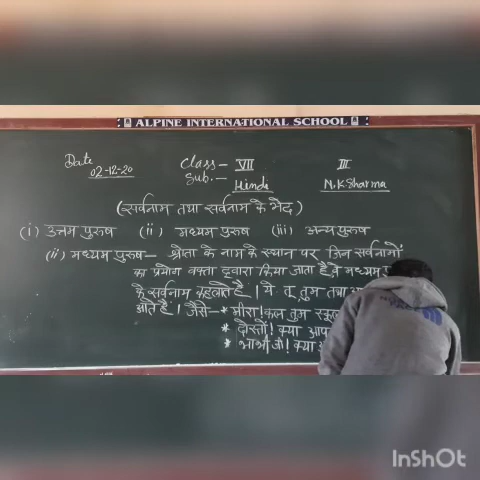 ALPINE INTERNATIONAL SCHOOL
Date 02-12-20 Class- VII III
Sub.- Hindi N.K Sharma
(सर्वनाम तथा सर्वनाम के भेद)
(i) उत्तम पुरुष (ii) मध्यम पुरुष (iii) अन्य पुरुष
(ii) मध्यम पुरुष- श्रोता के नाम के स्थान पर जिन सर्वनामों
का प्रयोग वक्ता द्वारा किया जाता है, वे मध्यम
के सर्वनाम कहलाते हैं। ये तू, तुम तथा
आते हैं। जैसे- * मीरा! कल तुम
* दोस्तों! क्या आप
* भाभी जी! क्या
InShOt